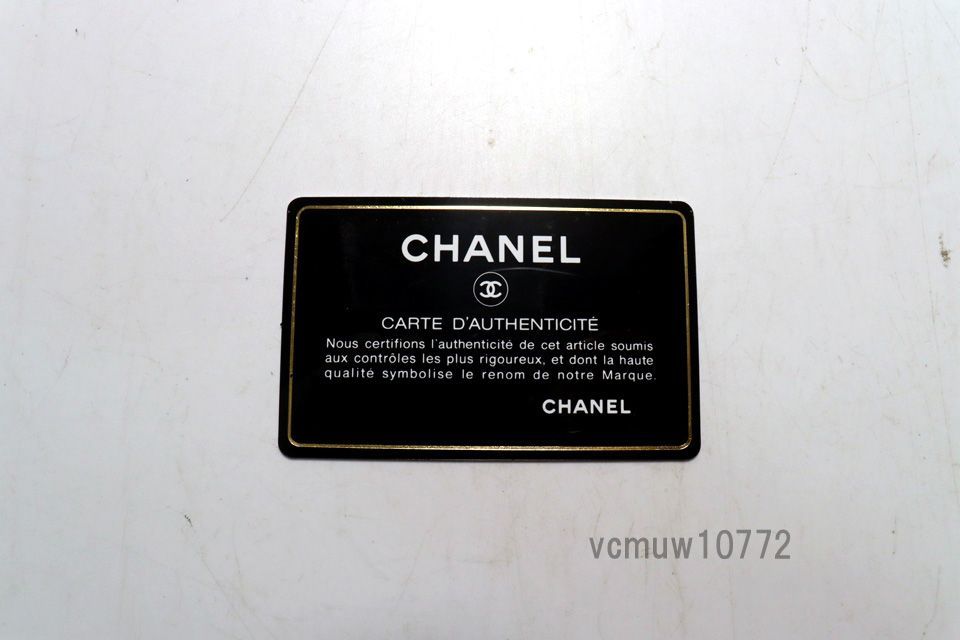 CHANEL
CARTE D'AUTHENTICITÉ
Nous certifions l'authenticité de cet article soumis
aux contrôles les plus rigoureux, et dont la haute
qualité symbolise le renom de notre Marque.
CHANEL
vcmuw10772